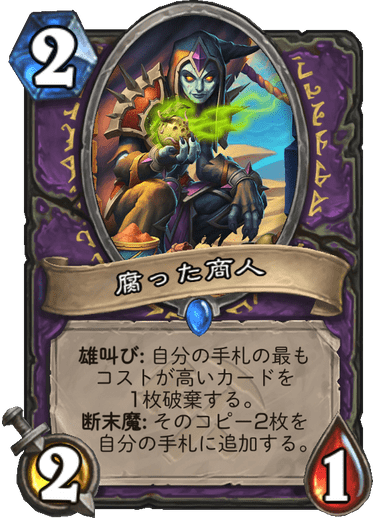 2
腐った商人
雄叫び: 自分の手札の最も
コストが高いカードを
1枚破棄する。
断末魔: そのコピー2枚を
自分の手札に追加する。
2
1